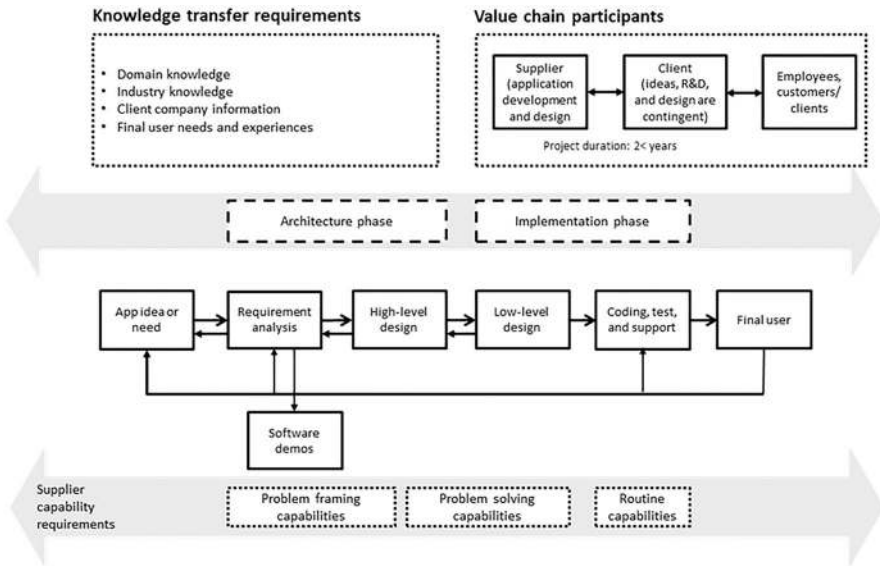 Knowledge transfer requirements
• Domain knowledge
• Industry knowledge
• Client company information
• Final user needs and experiences
Value chain participants
Supplier
(application
development
and design
Client
(ideas, R&D,
and design are
contingent)
Employees,
customers/
clients
Project duration: 2< years
Architecture phase
Implementation phase
App idea or
need
Requirement
analysis
High-level
design
Low-level
design
Coding, test,
and support
Final user
Software
demos
Supplier
capability
requirements
Problem framing
capabilities
Problem solving
capabilities
Routine
capabilities